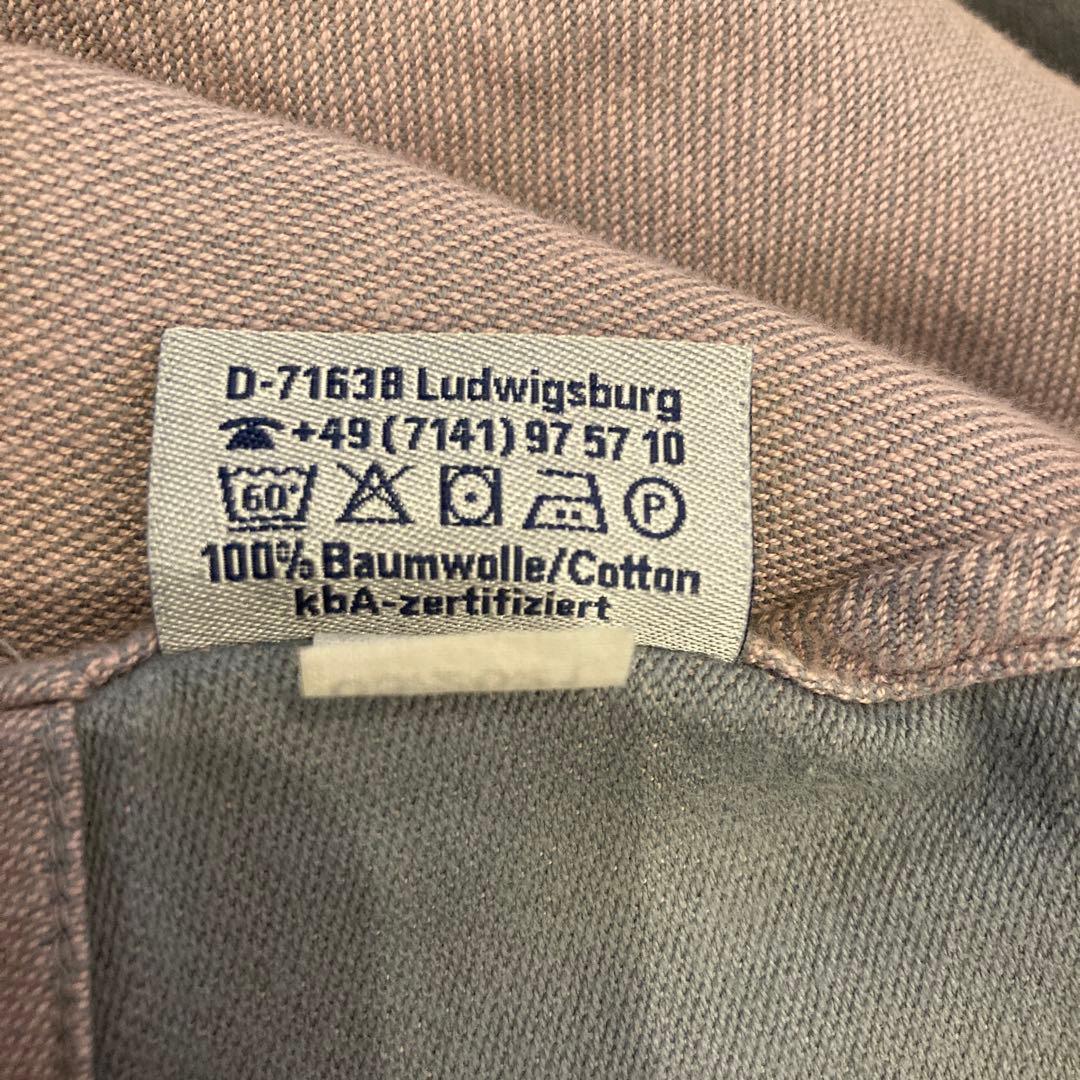 D-71638 Ludwigsburg
☎ +49 (7141) 97 57 10
60° P
100% Baumwolle/Cotton
kbA-zertifiziert